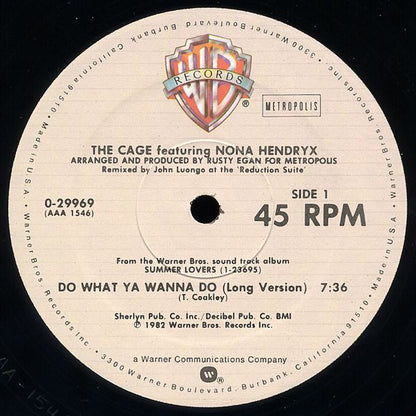 Made in U.S.A. • Warner Bros. Records Inc. • 3300 Warner Boulevard, Burbank, California 91510 •
WB
RECORDS
®
METROPOLIS
THE CAGE featuring NONA HENDRYX
ARRANGED AND PRODUCED BY RUSTY EGAN FOR METROPOLIS
Remixed by John Luongo at the 'Reduction Suite'
0-29969
(AAA 1546)
SIDE 1
45 RPM
From the Warner Bros. sound track album
SUMMER LOVERS (1-23695)
DO WHAT YA WANNA DO (Long Version) 7:36
(T. Coakley)
Sherlyn Pub. Co. Inc./Decibel Pub. Co. BMI
℗ 1982 Warner Bros. Records Inc.
a Warner Communications Company
W
®
Made in U.S.A. • Warner Bros. Records Inc. • 3300 Warner Boulevard, Burbank, California 91510 •